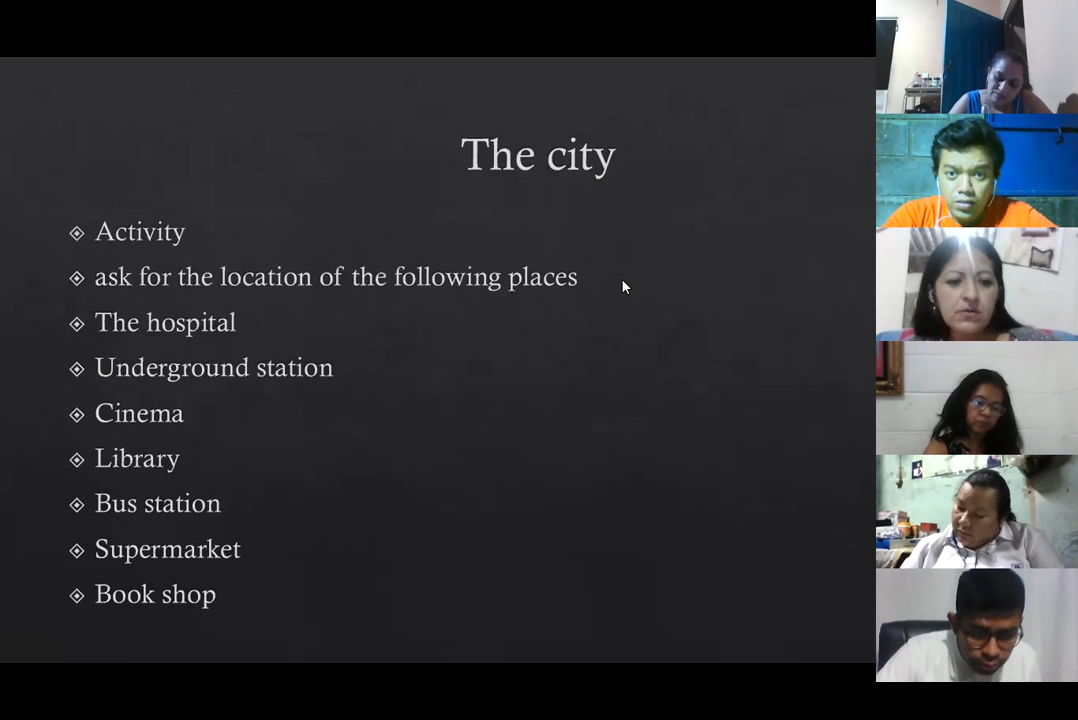 The city
Activity
ask for the location of the following places
The hospital
Underground station
Cinema
Library
Bus station
Supermarket
Book shop